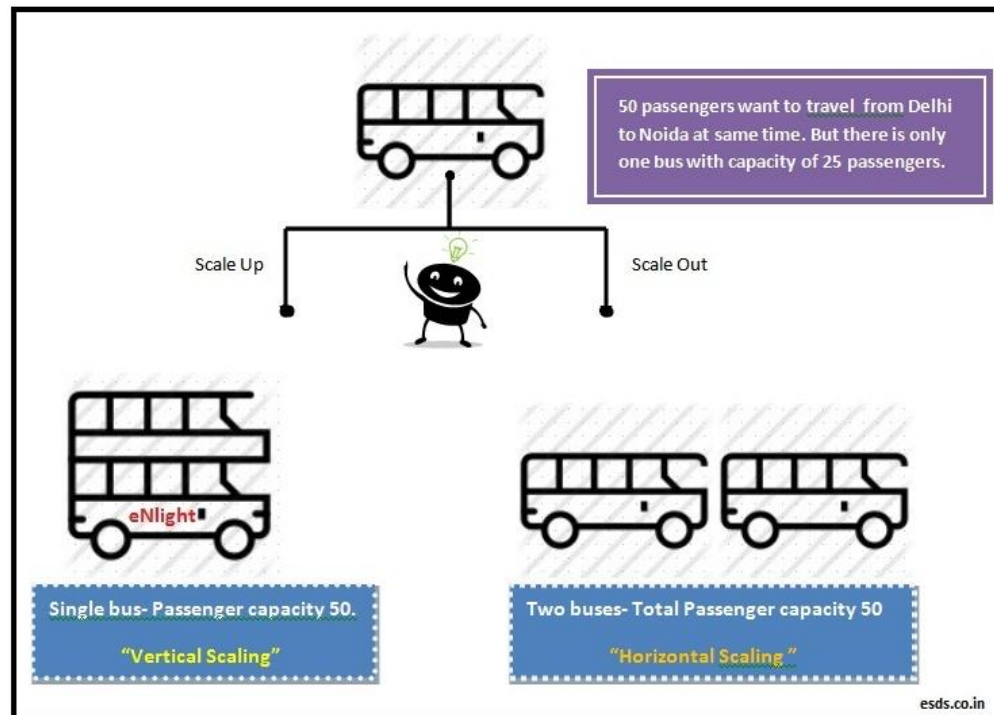 50 passengers want to travel from Delhi
to Noida at same time. But there is only
one bus with capacity of 25 passengers.
Scale Up
Scale Out
eNlight
Single bus- Passenger capacity 50.
“Vertical Scaling”
Two buses- Total Passenger capacity 50
“Horizontal Scaling ”
esds.co.in